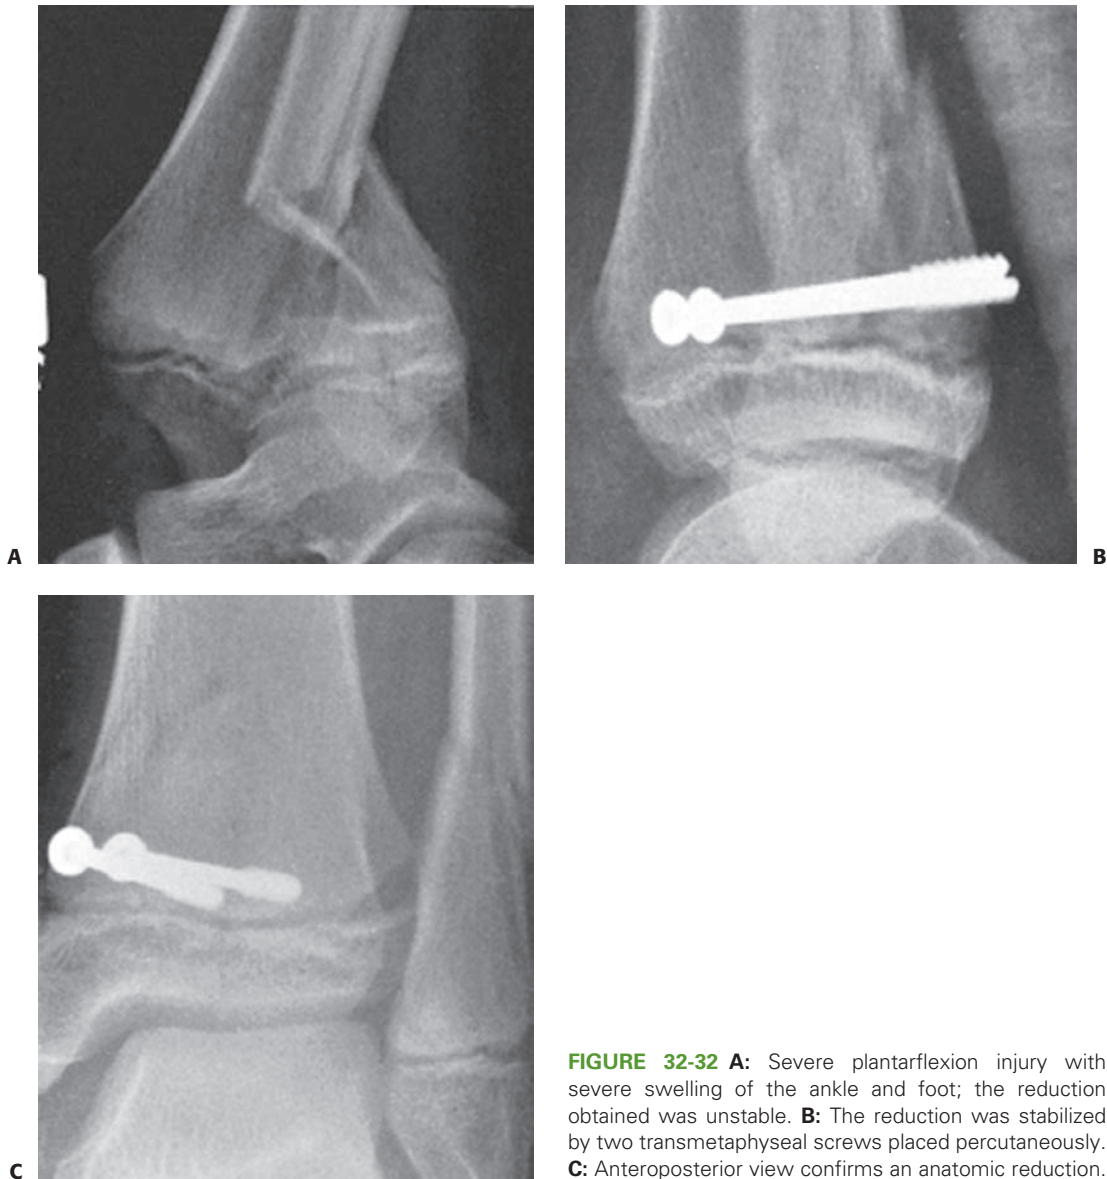 A
B
C
FIGURE 32-32 A: Severe plantarflexion injury with
severe swelling of the ankle and foot; the reduction
obtained was unstable. B: The reduction was stabilized
by two transmetaphyseal screws placed percutaneously.
C: Anteroposterior view confirms an anatomic reduction.